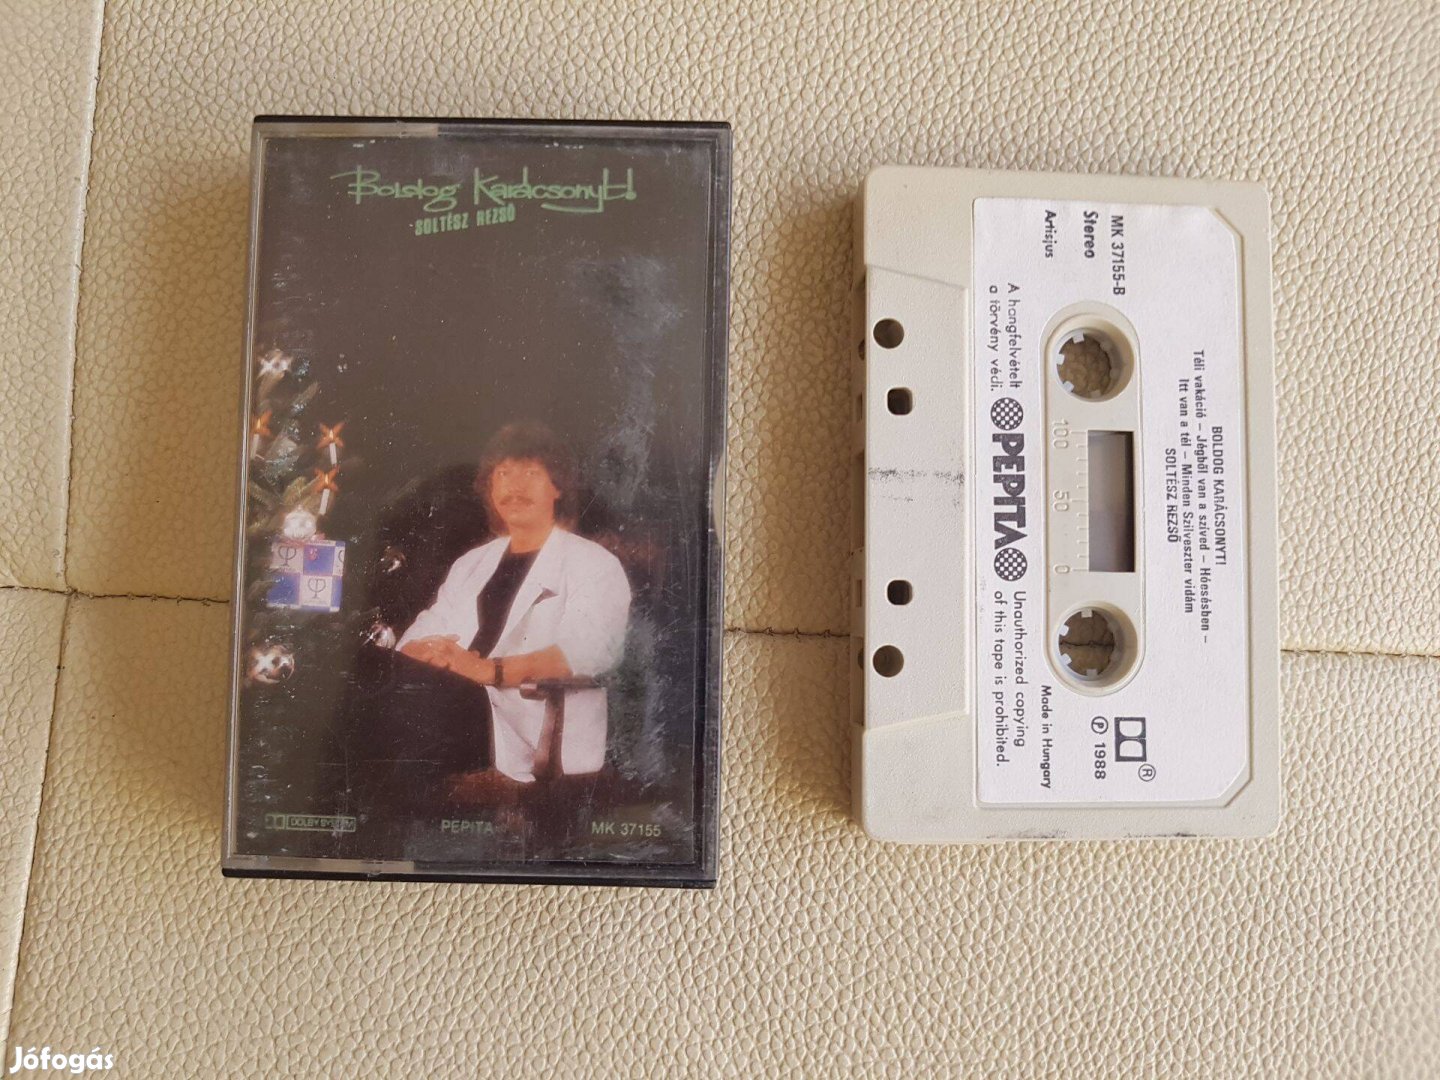 Boldog Karácsonyt!
SOLTÉSZ REZSŐ
DOLBY SYSTEM
PEPITA
MK 37155
BOLDOG KARÁCSONYT!
Téli vakáció – Jégből van a szíved – Hóesésben –
Itt van a tél – Minden Szilveszter vidám
SOLTÉSZ REZSŐ
MK 37155-B
Stereo
Artisjus
100 50 0
® 
Ⓟ 1988
Made in Hungary
A hangfelvételt
a törvény védi.
PEPITA
Unauthorized copying
of this tape is prohibited.
Jófogás